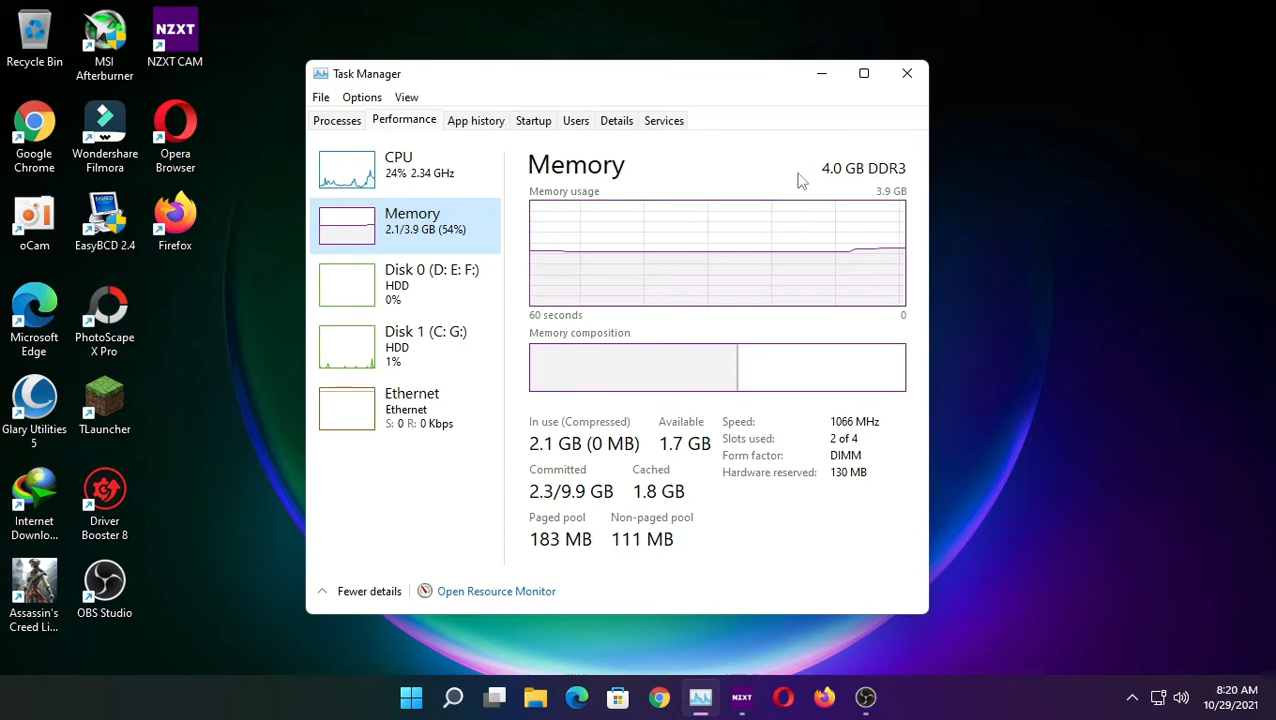 Recycle Bin
MSI
Afterburner
NZXT
NZXT CAM
Google
Chrome
Wondershare
Filmora
Opera
Browser
oCam
EasyBCD 2.4
Firefox
Microsoft
Edge
PhotoScape
X Pro
Glary Utilities
5
TLauncher
Internet
Downlo...
Driver
Booster 8
Assassin's
Creed Li...
OBS Studio
Task Manager
File Options View
Processes Performance App history Startup Users Details Services
CPU
24% 2.34 GHz
Memory
2.1/3.9 GB (54%)
Disk 0 (D: E: F:)
HDD
0%
Disk 1 (C: G:)
HDD
1%
Ethernet
Ethernet
S: 0 R: 0 Kbps
Memory 4.0 GB DDR3
Memory usage 3.9 GB
60 seconds 0
Memory composition
In use (Compressed) Available
2.1 GB (0 MB) 1.7 GB
Committed Cached
2.3/9.9 GB 1.8 GB
Paged pool Non-paged pool
183 MB 111 MB
Speed: 1066 MHz
Slots used: 2 of 4
Form factor: DIMM
Hardware reserved: 130 MB
Fewer details Open Resource Monitor
NZXT
8:20 AM
10/29/2021